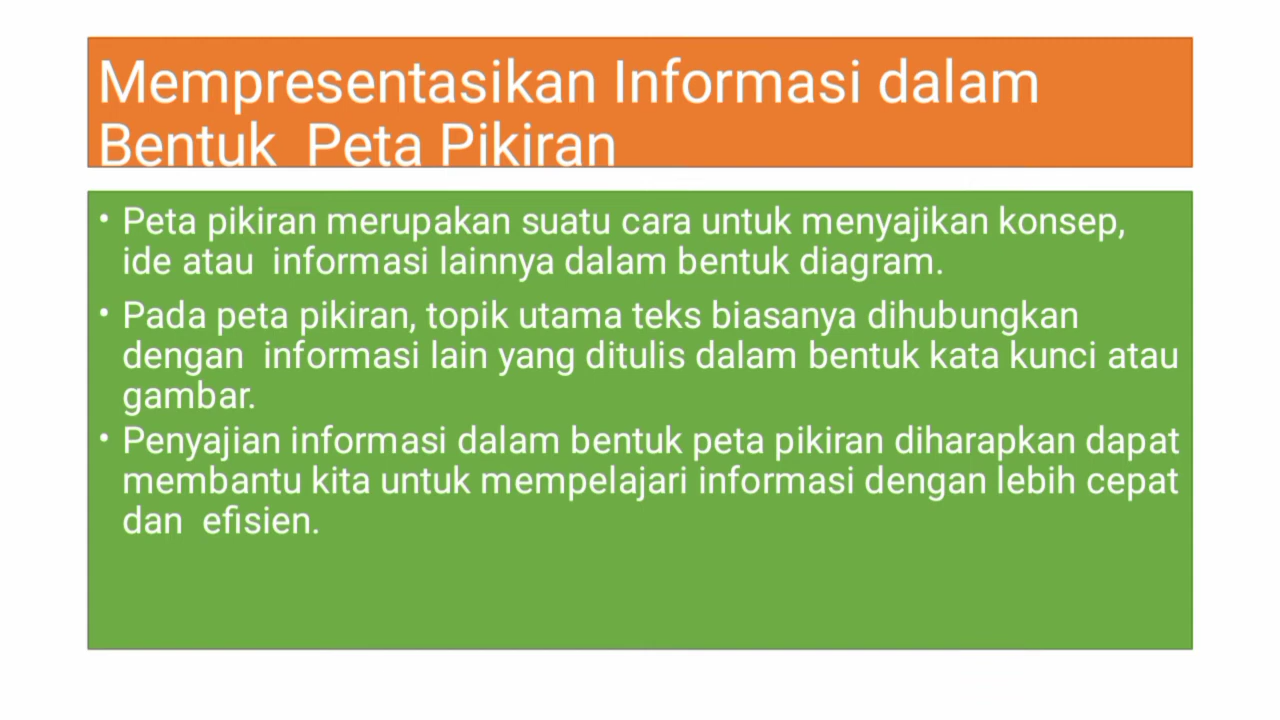 Mempresentasikan Informasi dalam
Bentuk  Peta Pikiran
• Peta pikiran merupakan suatu cara untuk menyajikan konsep,
ide atau  informasi lainnya dalam bentuk diagram.
• Pada peta pikiran, topik utama teks biasanya dihubungkan
dengan  informasi lain yang ditulis dalam bentuk kata kunci atau
gambar.
• Penyajian informasi dalam bentuk peta pikiran diharapkan dapat
membantu kita untuk mempelajari informasi dengan lebih cepat
dan  efisien.